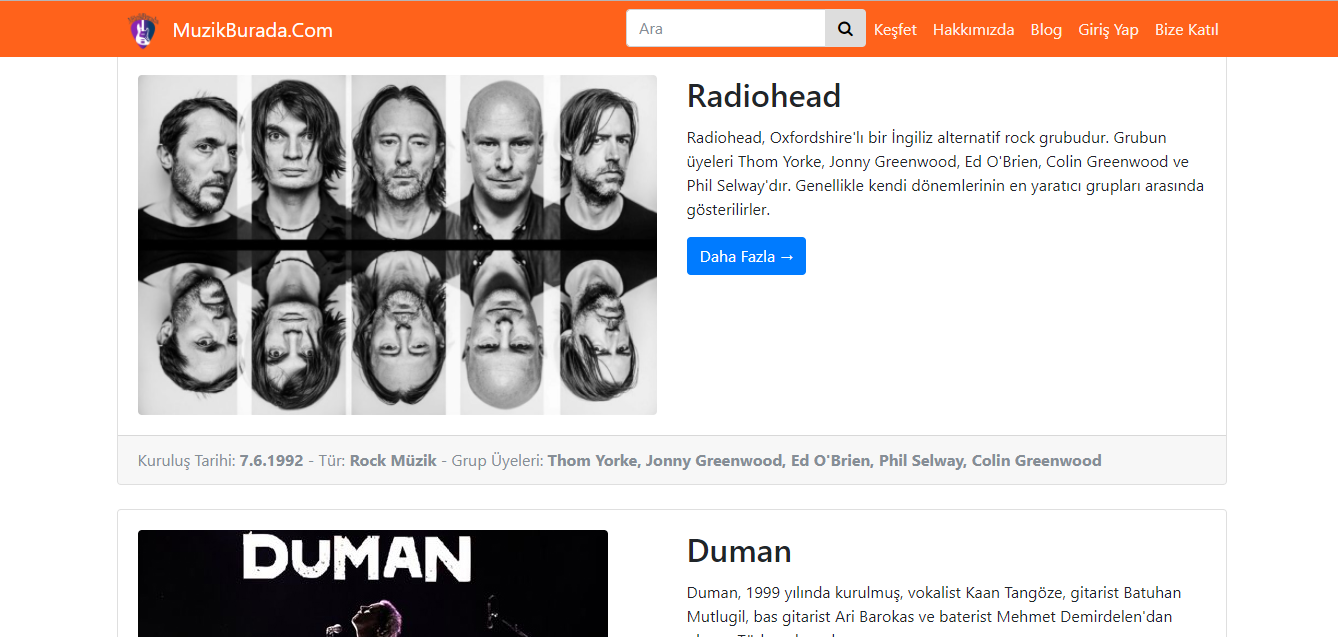 MuzikBurada.Com
Ara
Keşfet
Hakkımızda
Blog
Giriş Yap
Bize Katıl
Radiohead
Radiohead, Oxfordshire'lı bir İngiliz alternatif rock grubudur. Grubun
üyeleri Thom Yorke, Jonny Greenwood, Ed O'Brien, Colin Greenwood ve
Phil Selway'dır. Genellikle kendi dönemlerinin en yaratıcı grupları arasında
gösterilirler.
Daha Fazla →
Kuruluş Tarihi: 7.6.1992 - Tür: Rock Müzik - Grup Üyeleri: Thom Yorke, Jonny Greenwood, Ed O'Brien, Phil Selway, Colin Greenwood
DUMAN
Duman
Duman, 1999 yılında kurulmuş, vokalist Kaan Tangöze, gitarist Batuhan
Mutlugil, bas gitarist Ari Barokas ve baterist Mehmet Demirdelen'dan